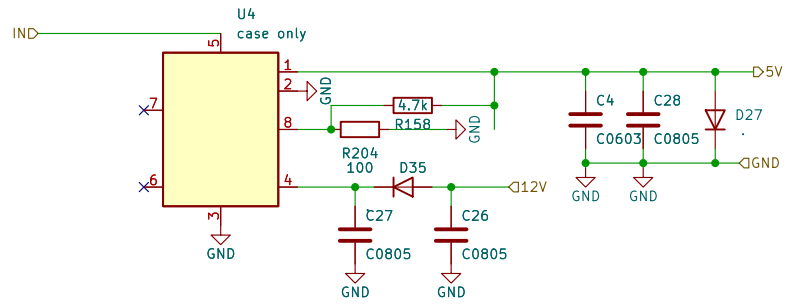 U4
case only
IN
5
1
5V
2
GND
7
4.7k
R158
8
GND
C4
C0603
C28
C0805
D27
.
R204
100
GND
GND
GND
6
4
D35
12V
3
GND
C27
C0805
C26
C0805
GND
GND